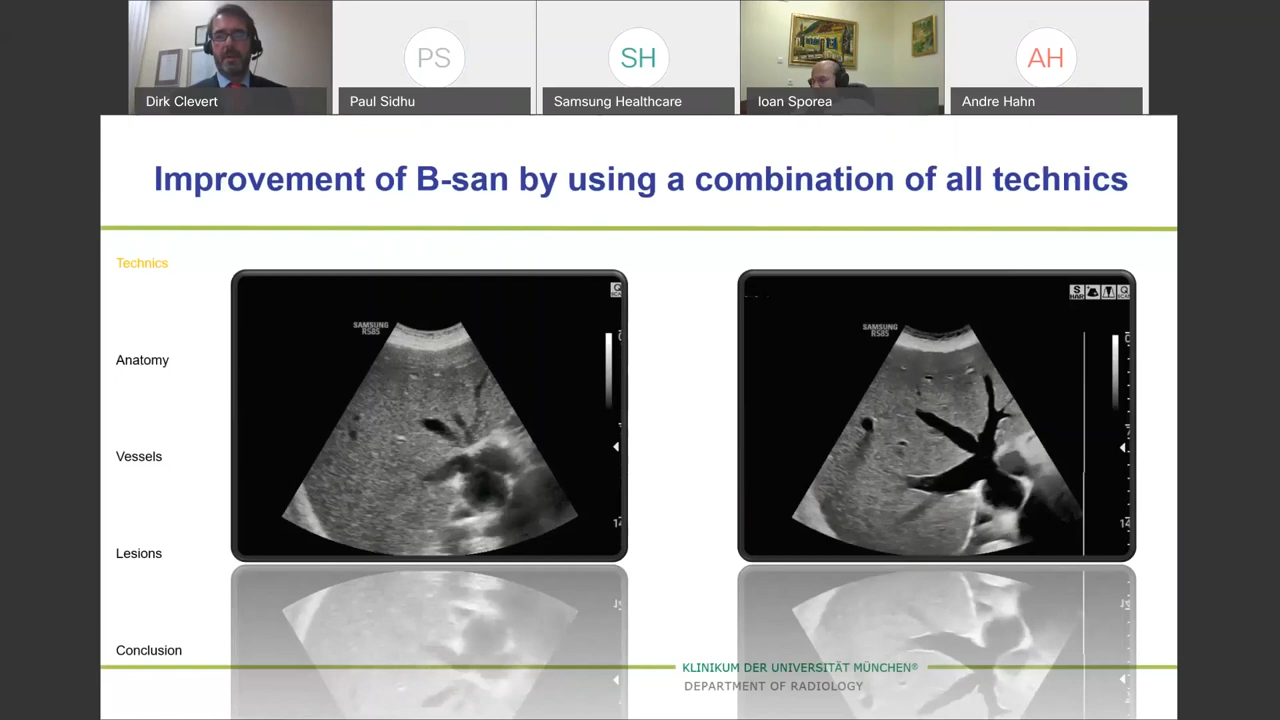 PS
SH
AH
Dirk Clevert
Paul Sidhu
Samsung Healthcare
Ioan Sporea
Andre Hahn
Improvement of B-san by using a combination of all technics
Technics
Anatomy
Vessels
Lesions
Conclusion
SAMSUNG
RS85
SAMSUNG
RS85
S
KLINIKUM DER UNIVERSITÄT MÜNCHEN®
DEPARTMENT OF RADIOLOGY